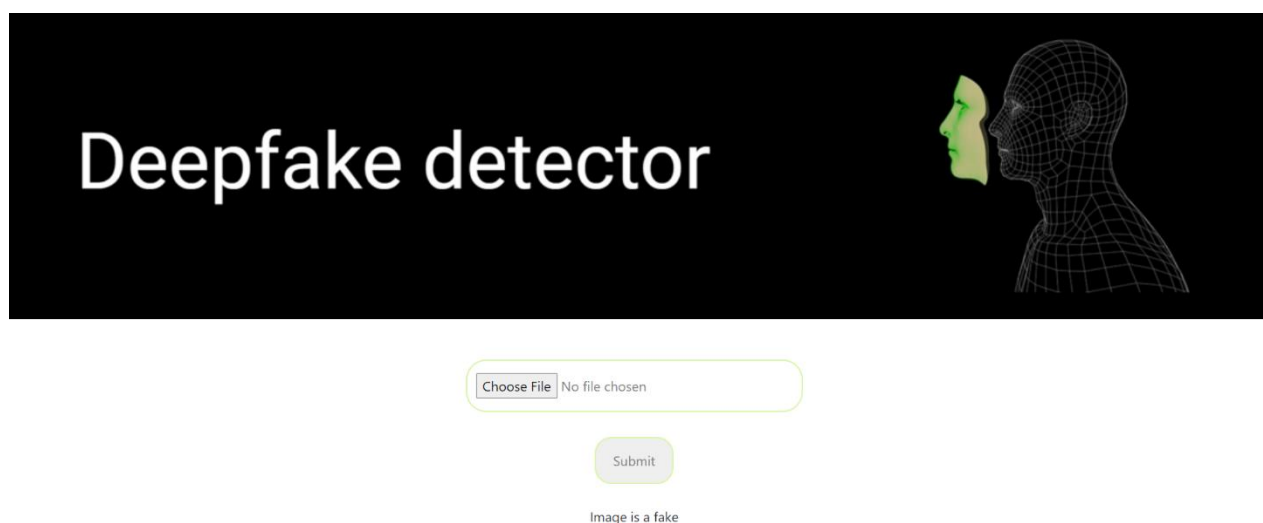 Deepfake detector
Choose File No file chosen
Submit
Image is a fake